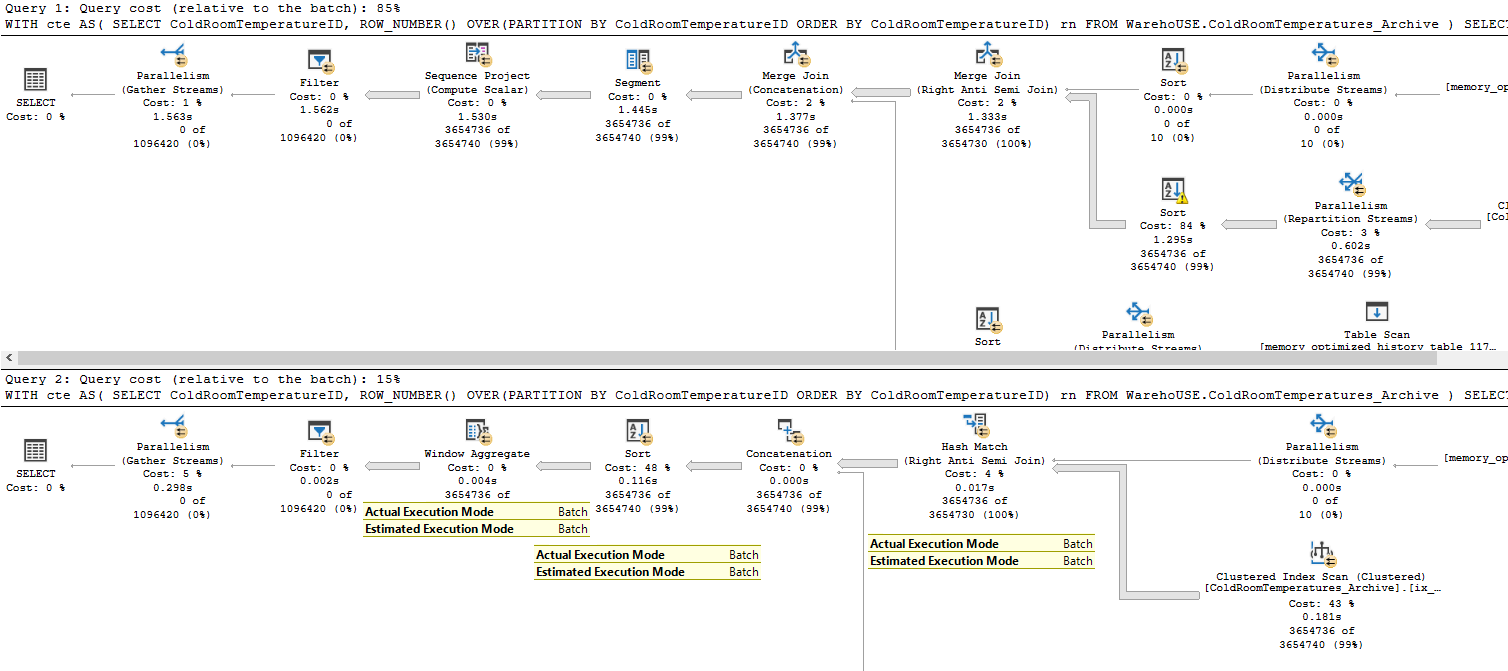 Query 1: Query cost (relative to the batch): 85%
WITH cte AS( SELECT ColdRoomTemperatureID, ROW_NUMBER() OVER(PARTITION BY ColdRoomTemperatureID ORDER BY ColdRoomTemperatureID) rn FROM WarehoUSE.ColdRoomTemperatures_Archive ) SELECT
SELECT
Cost: 0 %
Parallelism
(Gather Streams)
Cost: 1 %
1.563s
0 of
1096420 (0%)
Filter
Cost: 0 %
1.562s
0 of
1096420 (0%)
Sequence Project
(Compute Scalar)
Cost: 0 %
1.530s
3654736 of
3654740 (99%)
Segment
Cost: 0 %
1.445s
3654736 of
3654740 (99%)
Merge Join
(Concatenation)
Cost: 2 %
1.377s
3654736 of
3654740 (99%)
Merge Join
(Right Anti Semi Join)
Cost: 2 %
1.333s
3654736 of
3654730 (100%)
Sort
Cost: 0 %
0.000s
0 of
10 (0%)
Parallelism
(Distribute Streams)
Cost: 0 %
0.000s
0 of
10 (0%)
[memory_op
Sort
Cost: 84 %
1.295s
3654736 of
3654740 (99%)
Parallelism
(Repartition Streams)
Cost: 3 %
0.602s
3654736 of
3654740 (99%)
Cl
[Col
Sort
Parallelism
(Distribute Streams)
Table Scan
[memory_optimized_history_table_117…
Query 2: Query cost (relative to the batch): 15%
WITH cte AS( SELECT ColdRoomTemperatureID, ROW_NUMBER() OVER(PARTITION BY ColdRoomTemperatureID ORDER BY ColdRoomTemperatureID) rn FROM WarehoUSE.ColdRoomTemperatures_Archive ) SELECT
SELECT
Cost: 0 %
Parallelism
(Gather Streams)
Cost: 5 %
0.298s
0 of
1096420 (0%)
Filter
Cost: 0 %
0.002s
0 of
1096420 (0%)
Window Aggregate
Cost: 0 %
0.004s
3654736 of
Actual Execution Mode Batch
Estimated Execution Mode Batch
Sort
Cost: 48 %
0.116s
3654736 of
3654740 (99%)
Actual Execution Mode Batch
Estimated Execution Mode Batch
Concatenation
Cost: 0 %
0.000s
3654736 of
3654740 (99%)
Hash Match
(Right Anti Semi Join)
Cost: 4 %
0.017s
3654736 of
3654730 (100%)
Actual Execution Mode Batch
Estimated Execution Mode Batch
Parallelism
(Distribute Streams)
Cost: 0 %
0.000s
0 of
10 (0%)
[memory_op
Clustered Index Scan (Clustered)
[ColdRoomTemperatures_Archive].[ix_…
Cost: 43 %
0.181s
3654736 of
3654740 (99%)